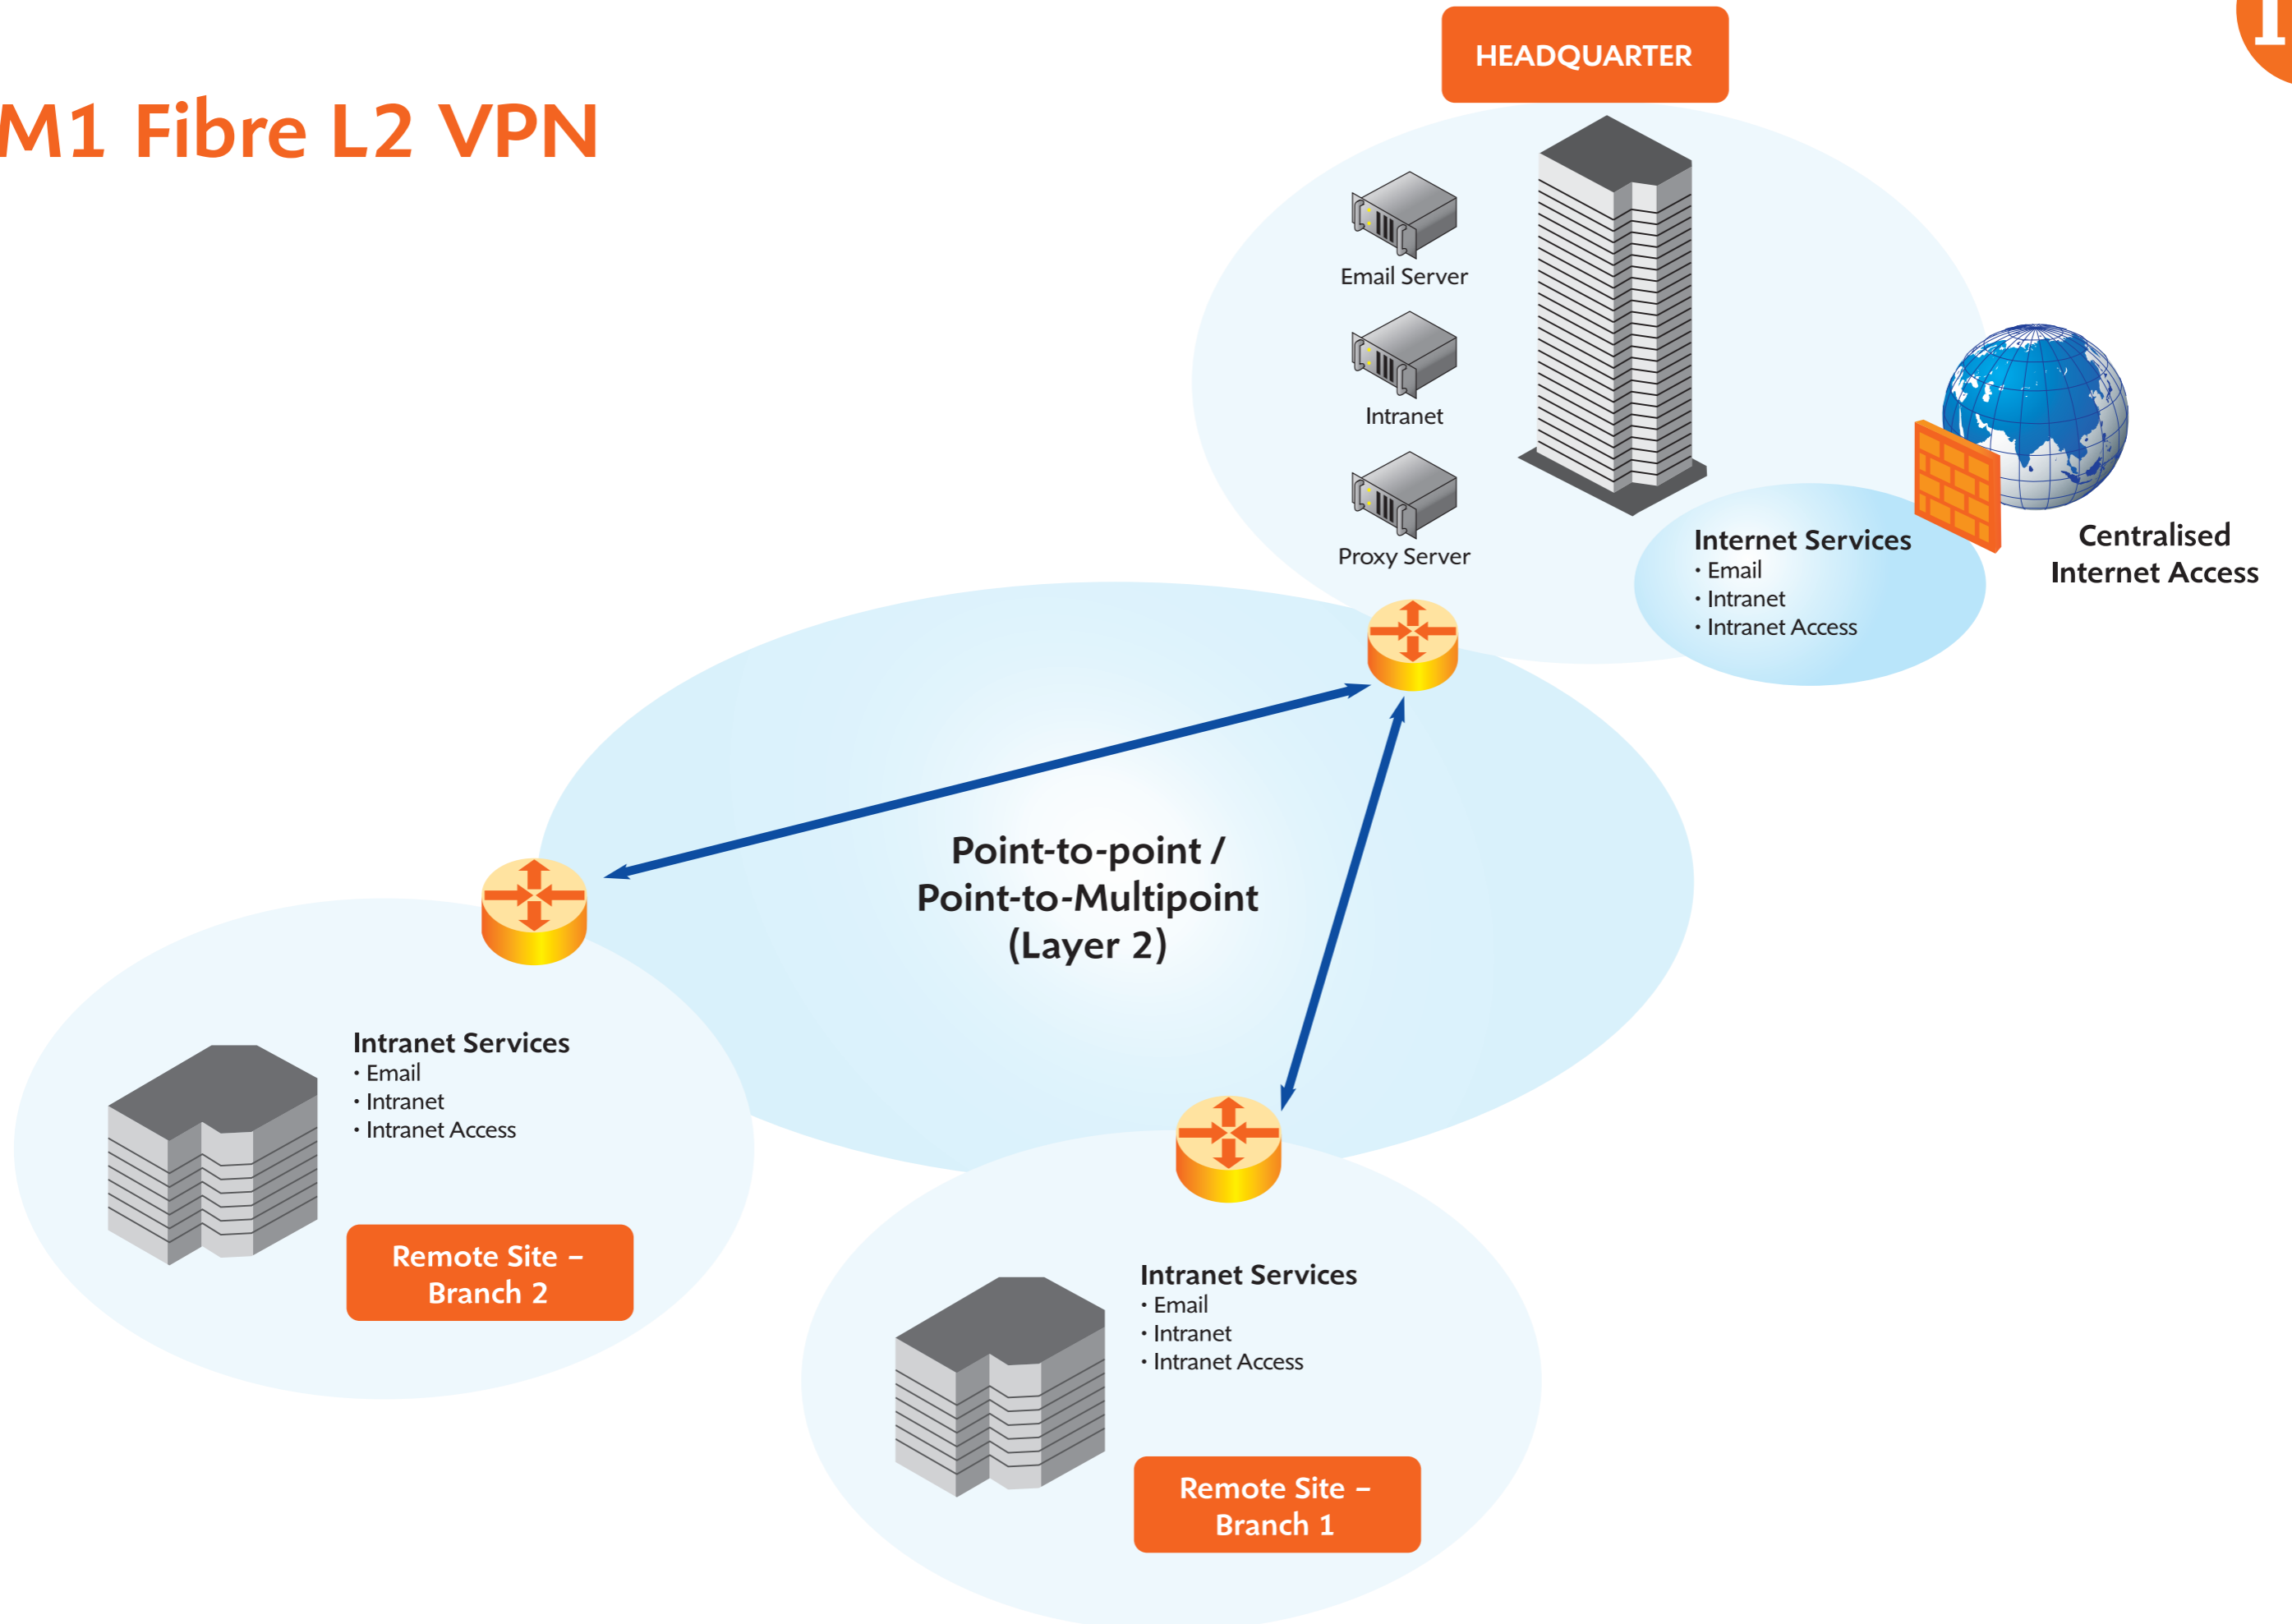 M1 Fibre L2 VPN
HEADQUARTER
Email Server
Intranet
Proxy Server
Internet Services
• Email
• Intranet
• Intranet Access
Centralised
Internet Access
Point-to-point /
Point-to-Multipoint
(Layer 2)
Intranet Services
• Email
• Intranet
• Intranet Access
Remote Site –
Branch 2
Intranet Services
• Email
• Intranet
• Intranet Access
Remote Site –
Branch 1